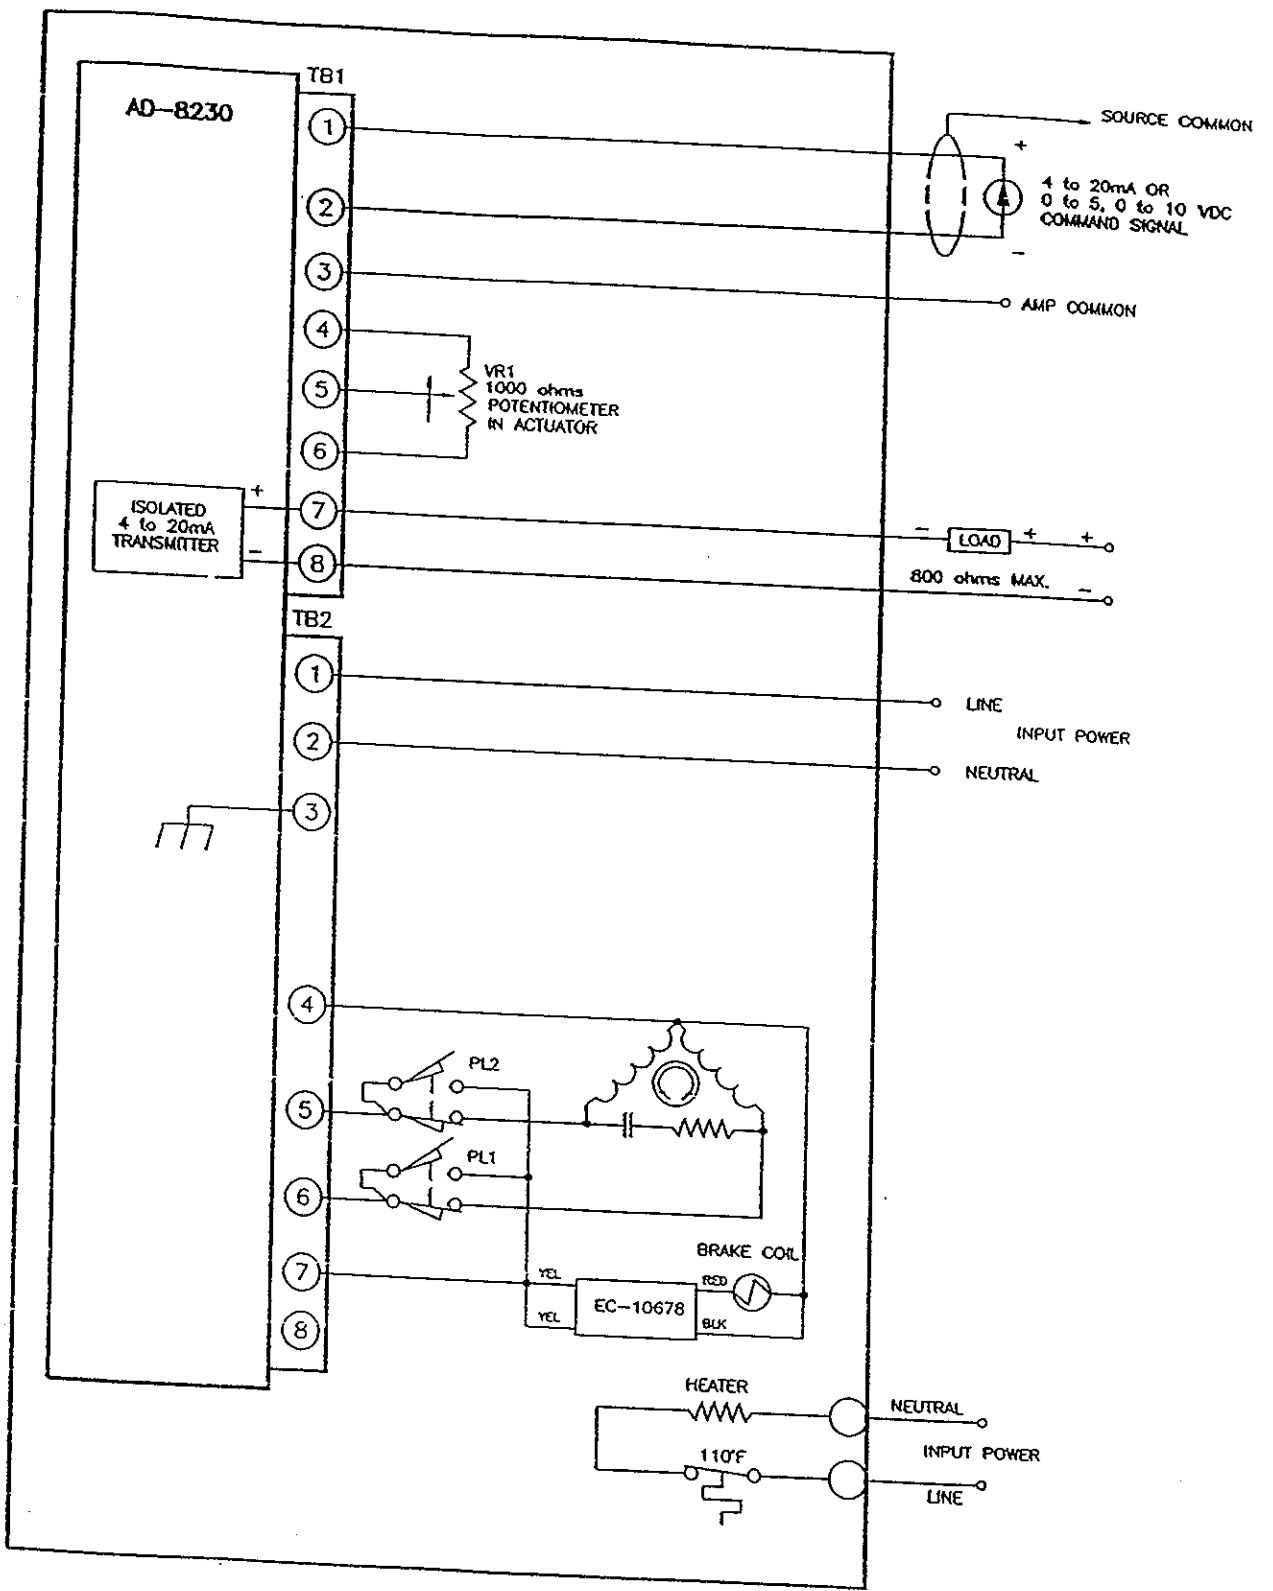 TB1
AD-8230
1
SOURCE COMMON
+
2
4 to 20mA OR
0 to 5, 0 to 10 VDC
COMMAND SIGNAL
-
3
AMP COMMON
4
VR1
1000 ohms
POTENTIOMETER
IN ACTUATOR
5
6
ISOLATED
4 to 20mA
TRANSMITTER
+
7
- LOAD + +
-
8
800 ohms MAX. -
TB2
1
LINE
INPUT POWER
2
NEUTRAL
3
4
PL2
5
PL1
6
BRAKE COIL
7
YEL
EC-10678
RED
YEL
BLK
8
HEATER
NEUTRAL
110°F
INPUT POWER
LINE